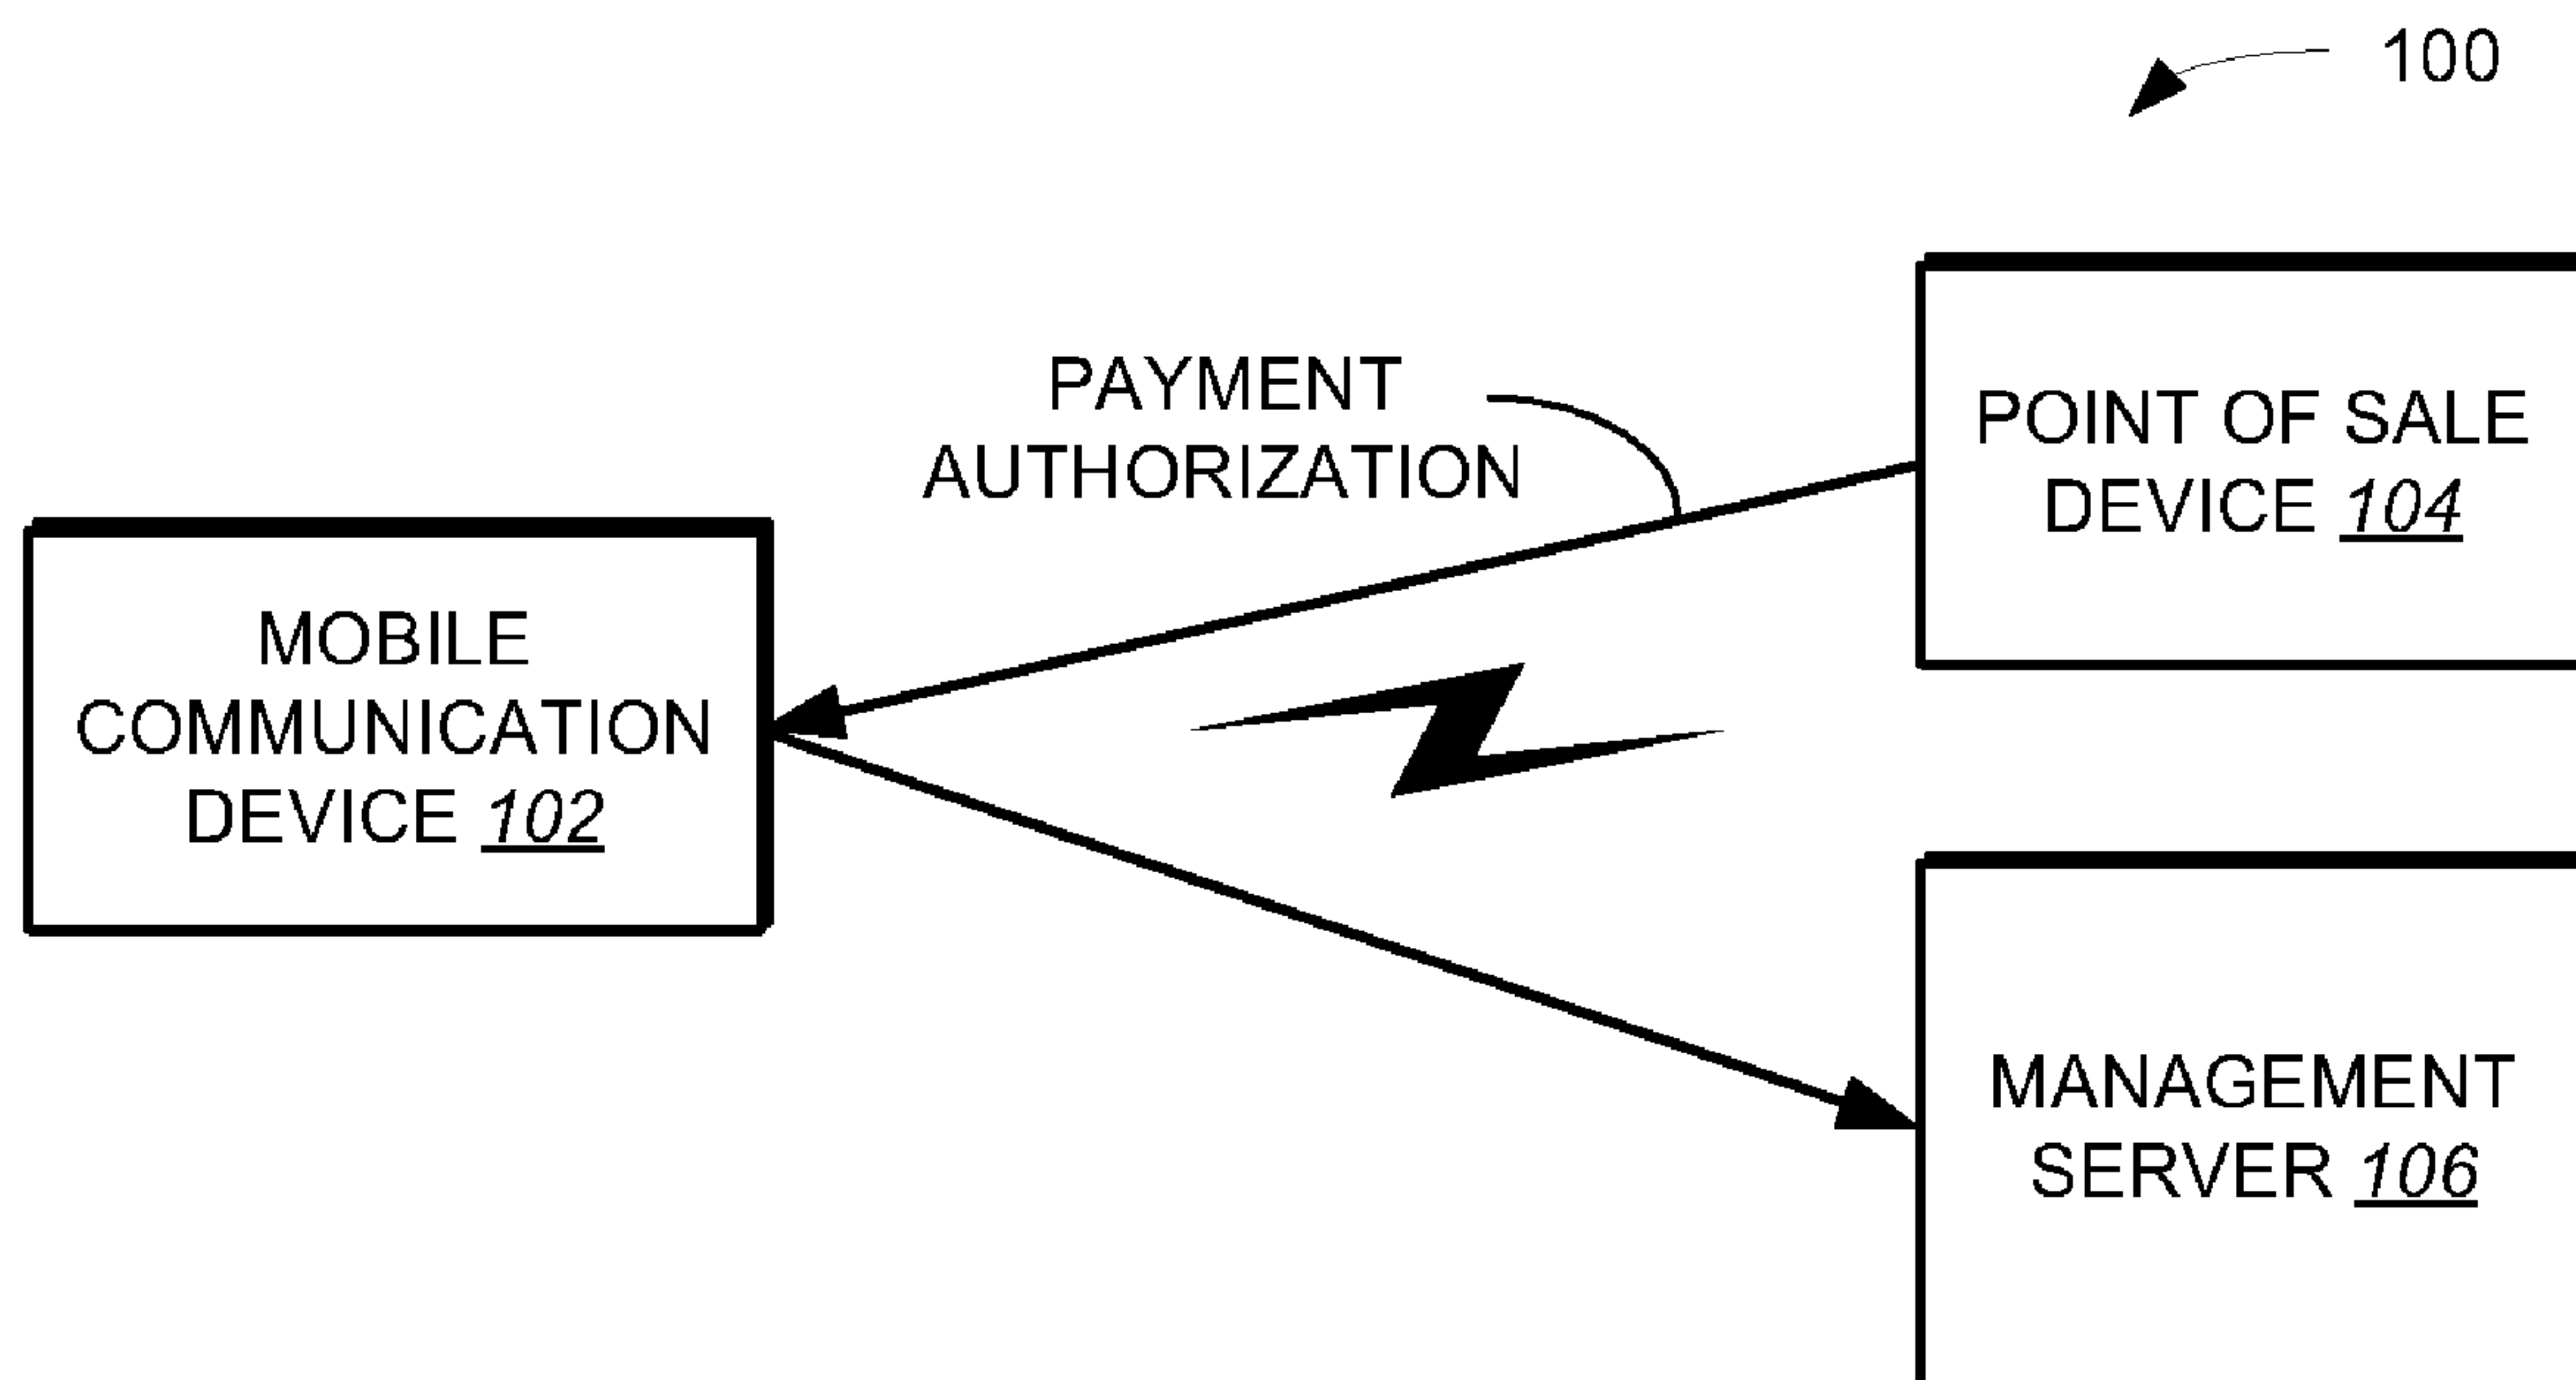 100
PAYMENT
AUTHORIZATION
POINT OF SALE
DEVICE 104
MOBILE
COMMUNICATION
DEVICE 102
MANAGEMENT
SERVER 106